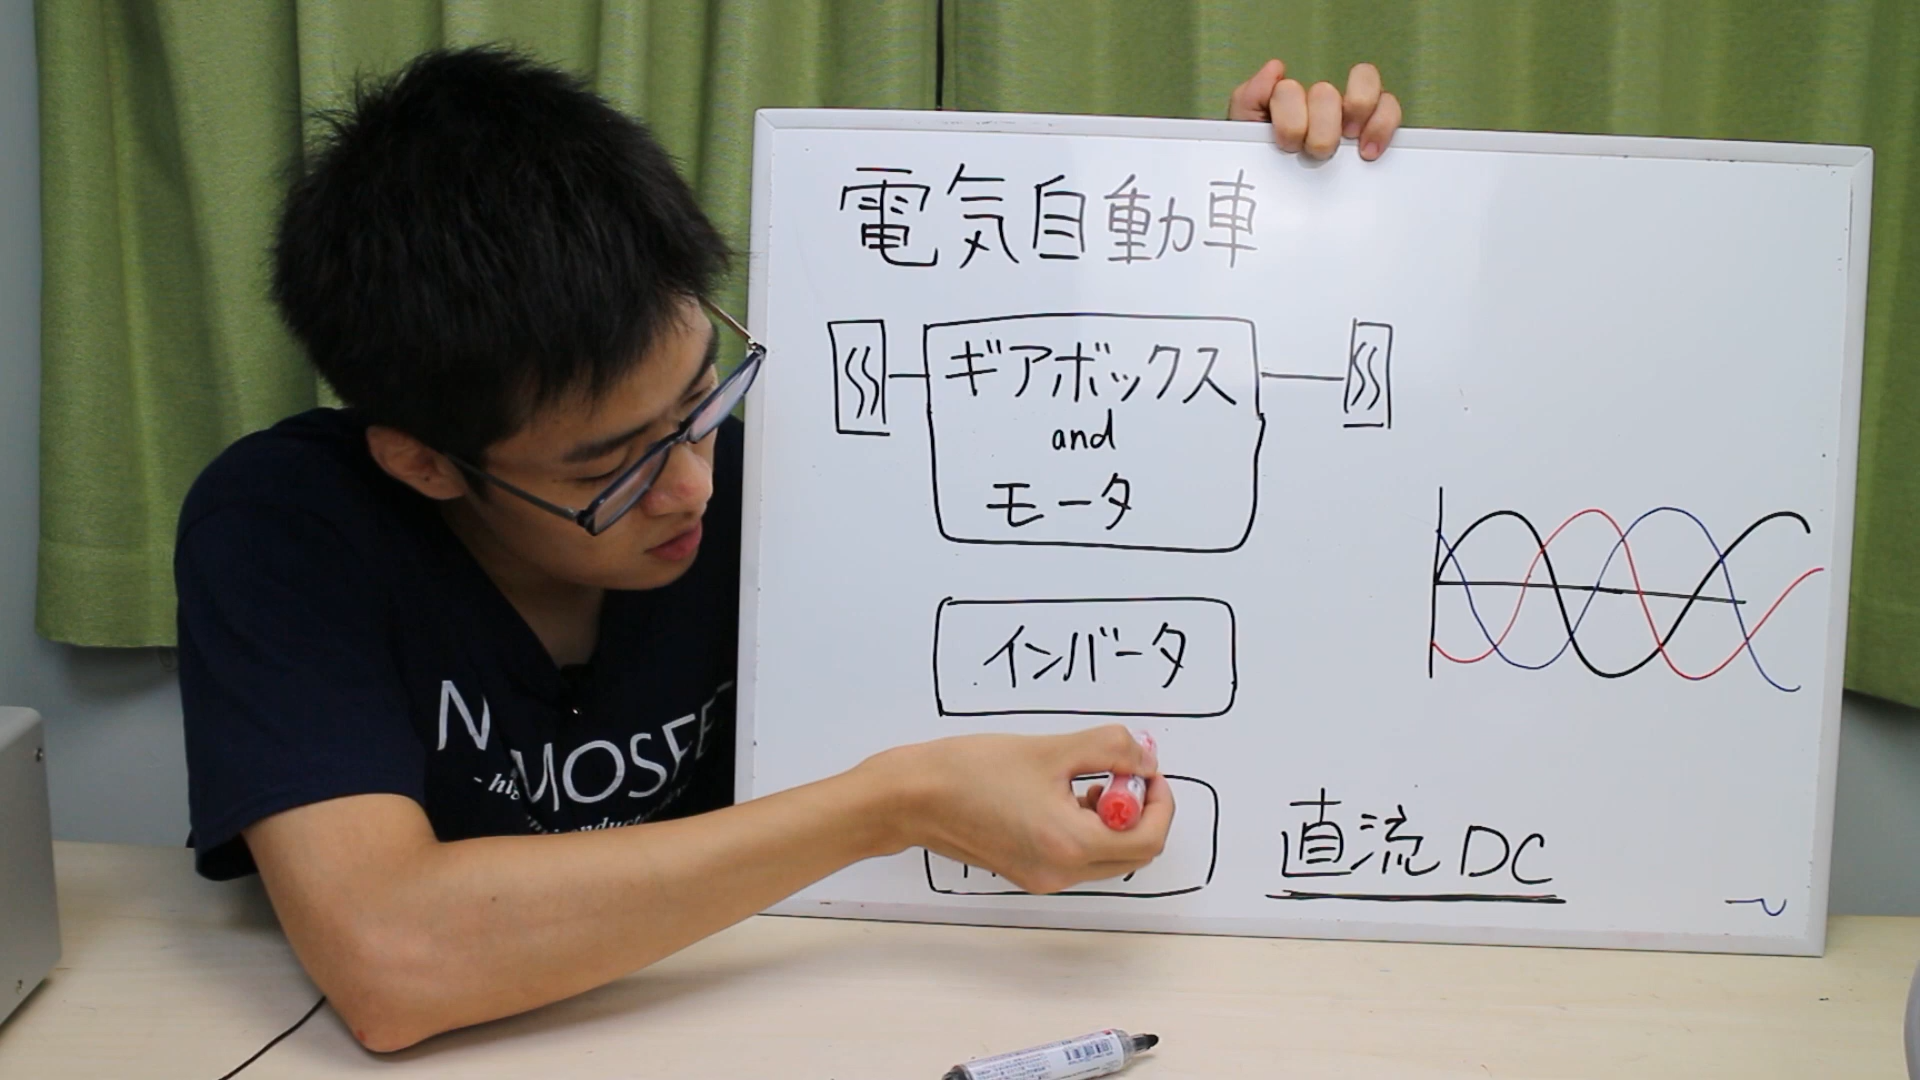 電気自動車
ギアボックス
and
モータ
インバータ
直流 DC
MOSFE